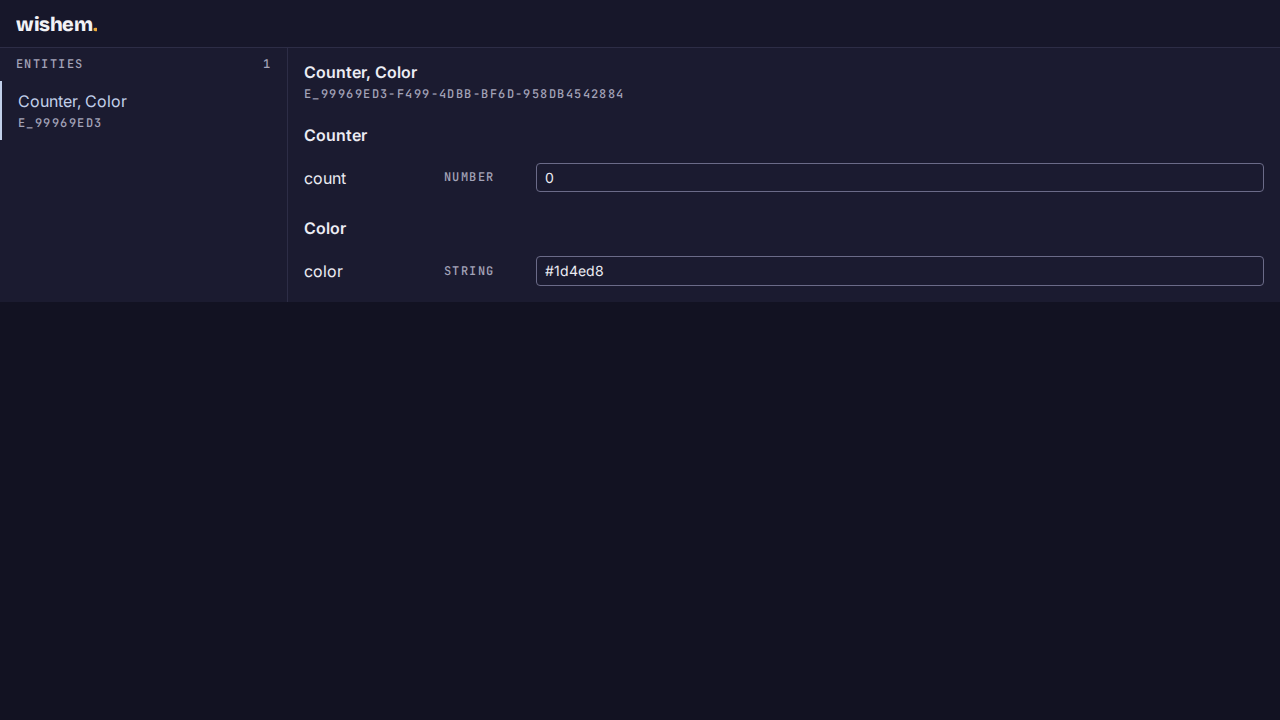 wishem.
ENTITIES 1
Counter, Color
E_99969ED3
Counter, Color
E_99969ED3-F499-4DBB-BF6D-958DB4542884
Counter
count NUMBER 0
Color
color STRING #1d4ed8